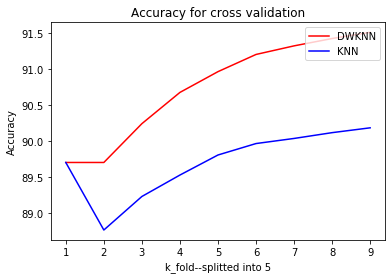 Accuracy for cross validation
DWKNN
KNN
Accuracy
91.5
91.0
90.5
90.0
89.5
89.0
1 2 3 4 5 6 7 8 9
k_fold--splitted into 5